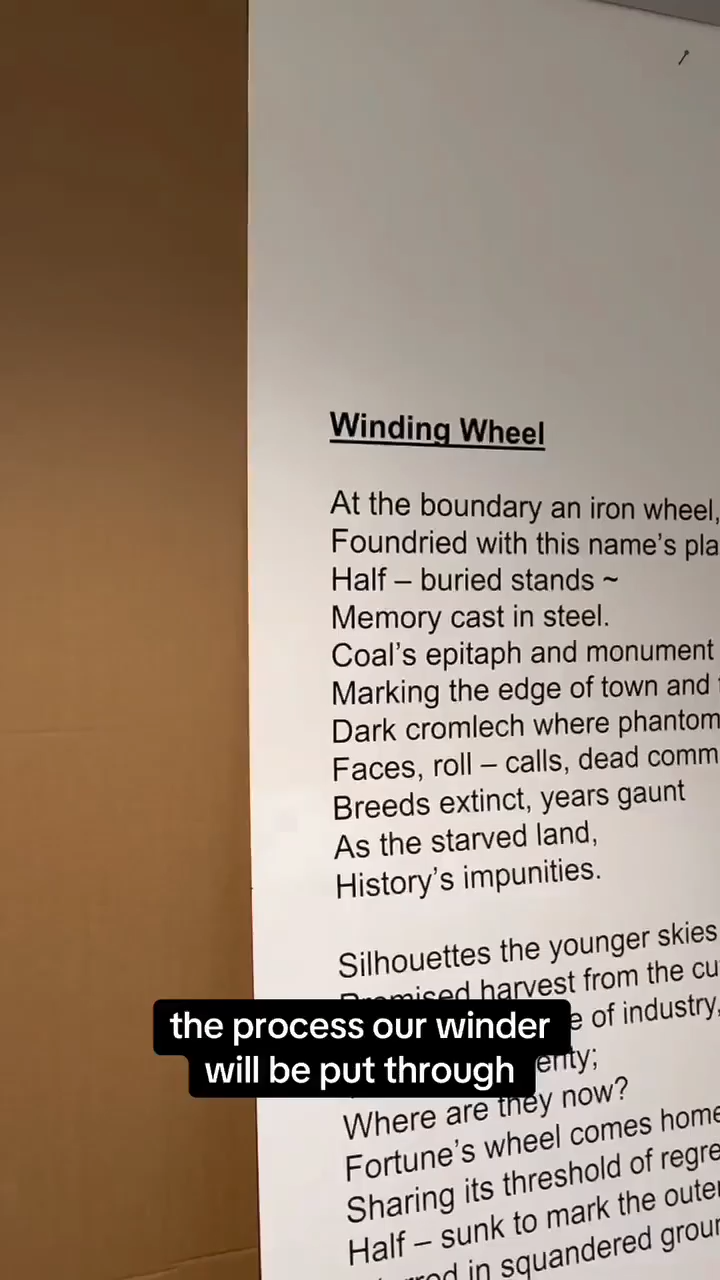 Winding Wheel
At the boundary an iron wheel,
Foundried with this name's pla
Half – buried stands ~
Memory cast in steel.
Coal's epitaph and monument
Marking the edge of town and
Dark cromlech where phantom
Faces, roll – calls, dead comm
Breeds extinct, years gaunt
As the starved land,
History's impunities.
Silhouettes the younger skies
harvest from the cu
e of industry,
the process our winder
will be put through
Where are they now?
Fortune's wheel comes home
Sharing its threshold of regre
Half – sunk to mark the outer
in squandered groun